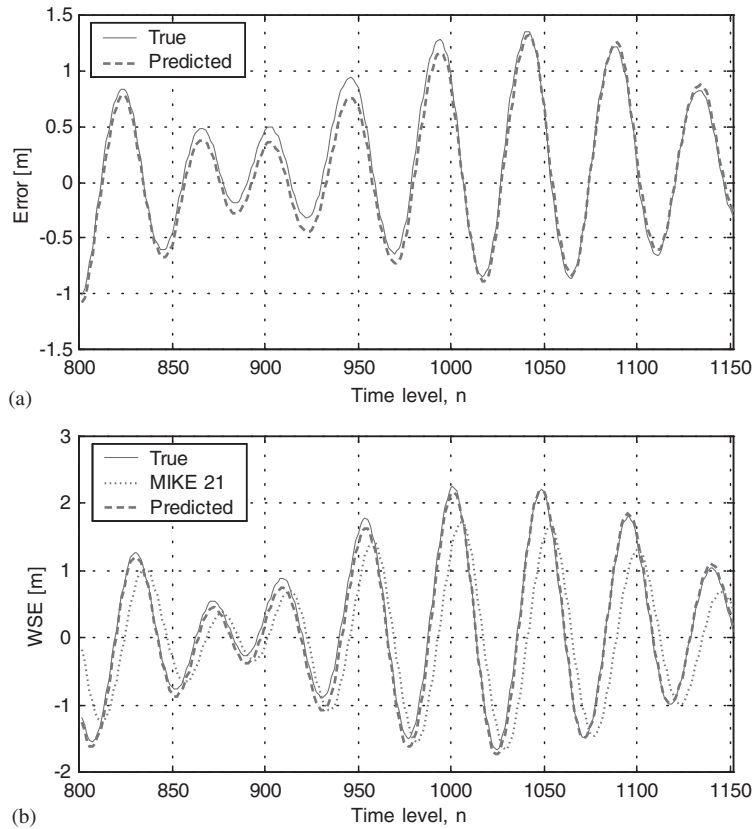 1.5
True
Predicted
1
0.5
0
-0.5
-1
-1.5
Error [m]
800 850 900 950 1000 1050 1100 1150
Time level, n
(a)
3
True
MIKE 21
Predicted
2
1
0
-1
-2
WSE [m]
800 850 900 950 1000 1050 1100 1150
Time level, n
(b)